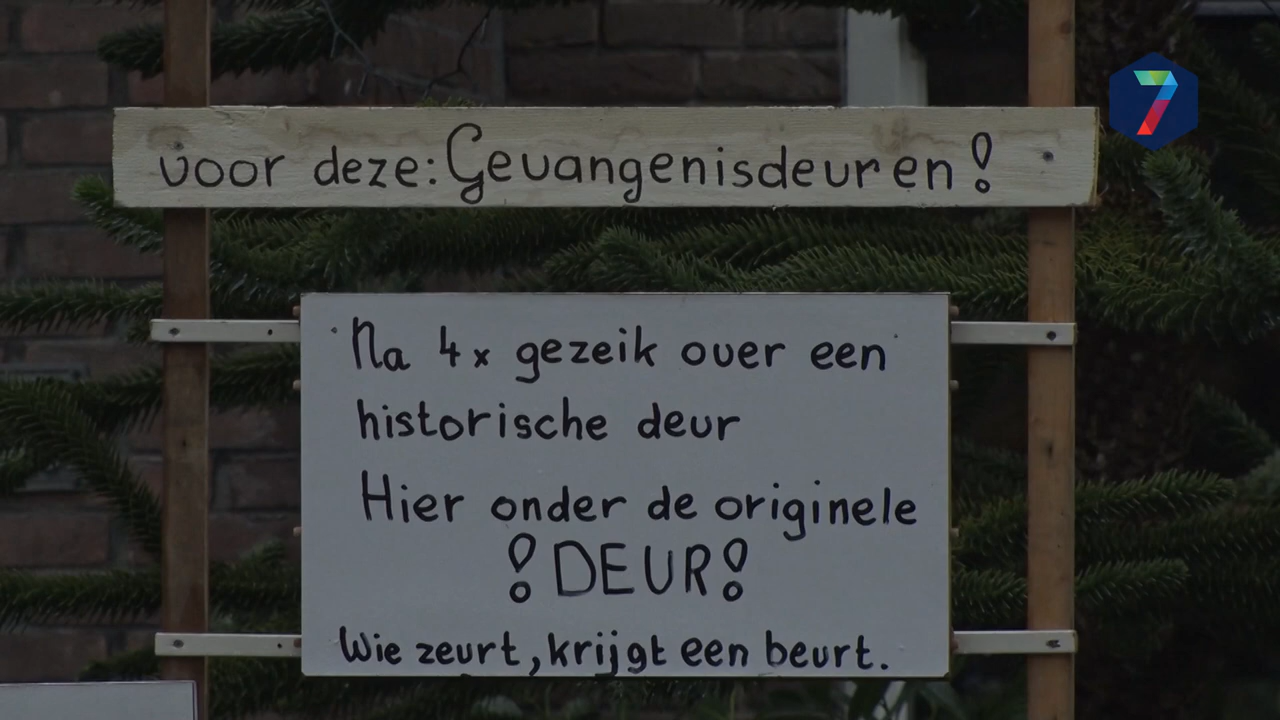 7
voor deze: Gevangenisdeuren!
Na 4x gezeik over een
historische deur
Hier onder de originele
! DEUR!
Wie zeurt, krijgt een beurt.